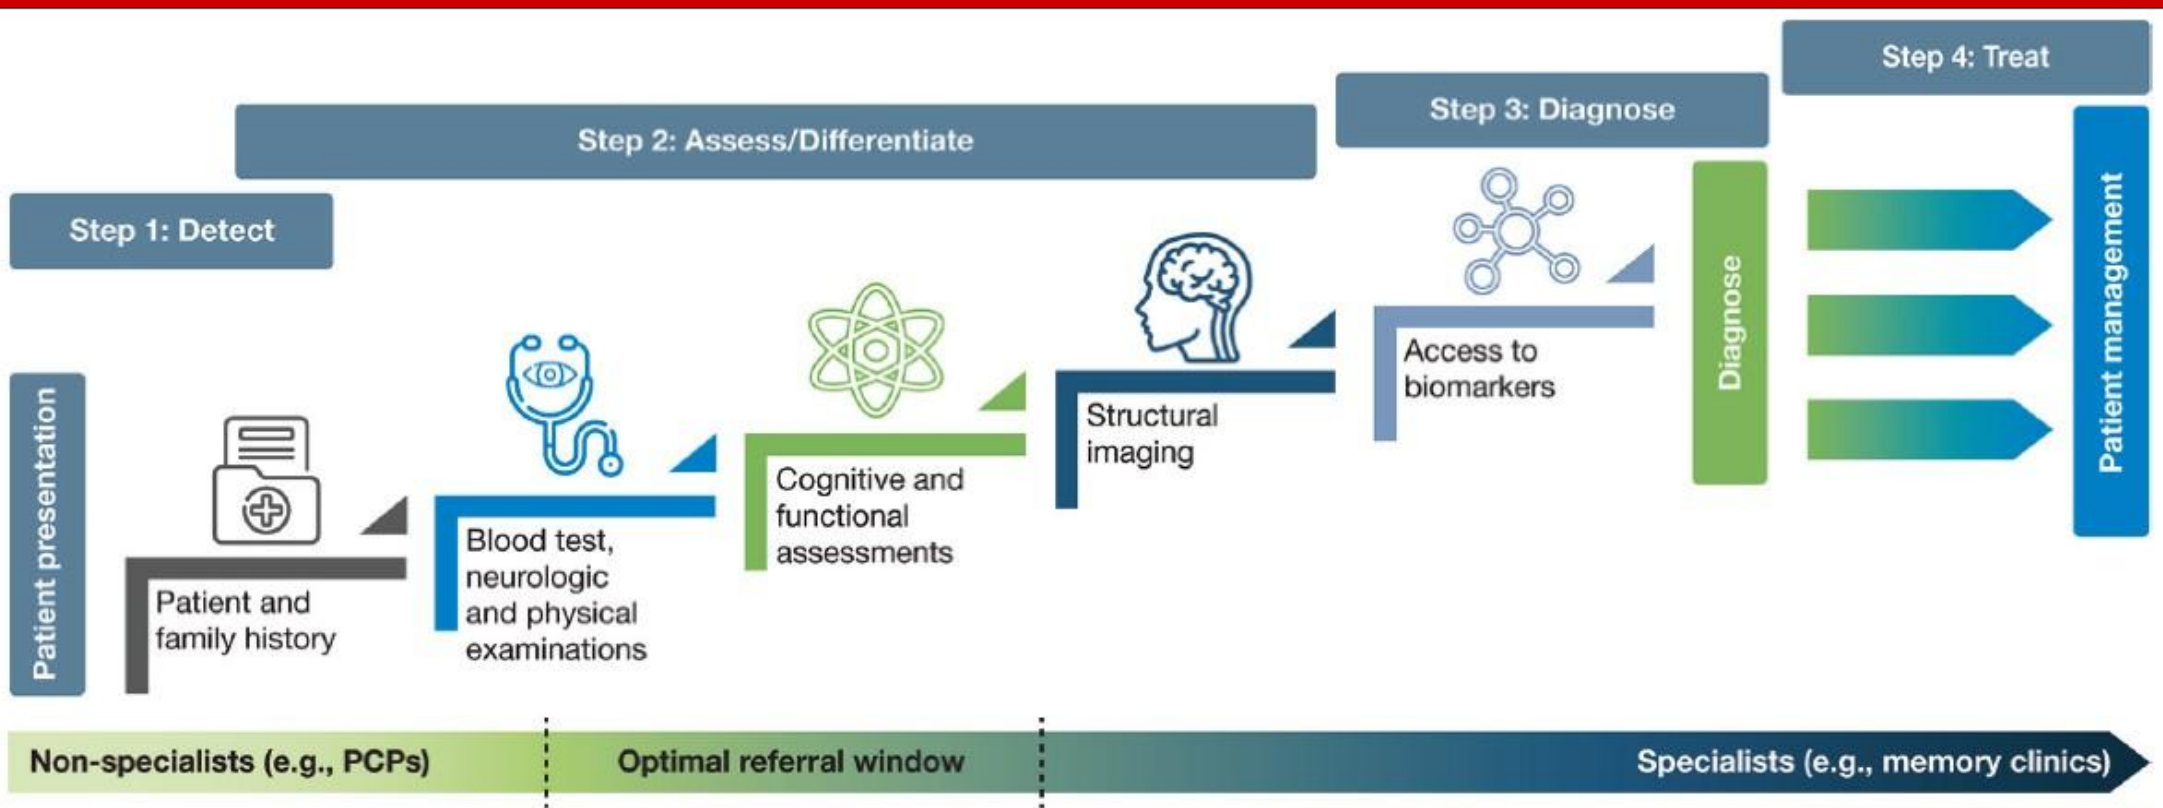 Step 4: Treat
Step 3: Diagnose
Step 2: Assess/Differentiate
Step 1: Detect
Patient presentation
Patient and
family history
Blood test,
neurologic
and physical
examinations
Cognitive and
functional
assessments
Structural
imaging
Access to
biomarkers
Diagnose
Patient management
Non-specialists (e.g., PCPs)
Optimal referral window
Specialists (e.g., memory clinics)